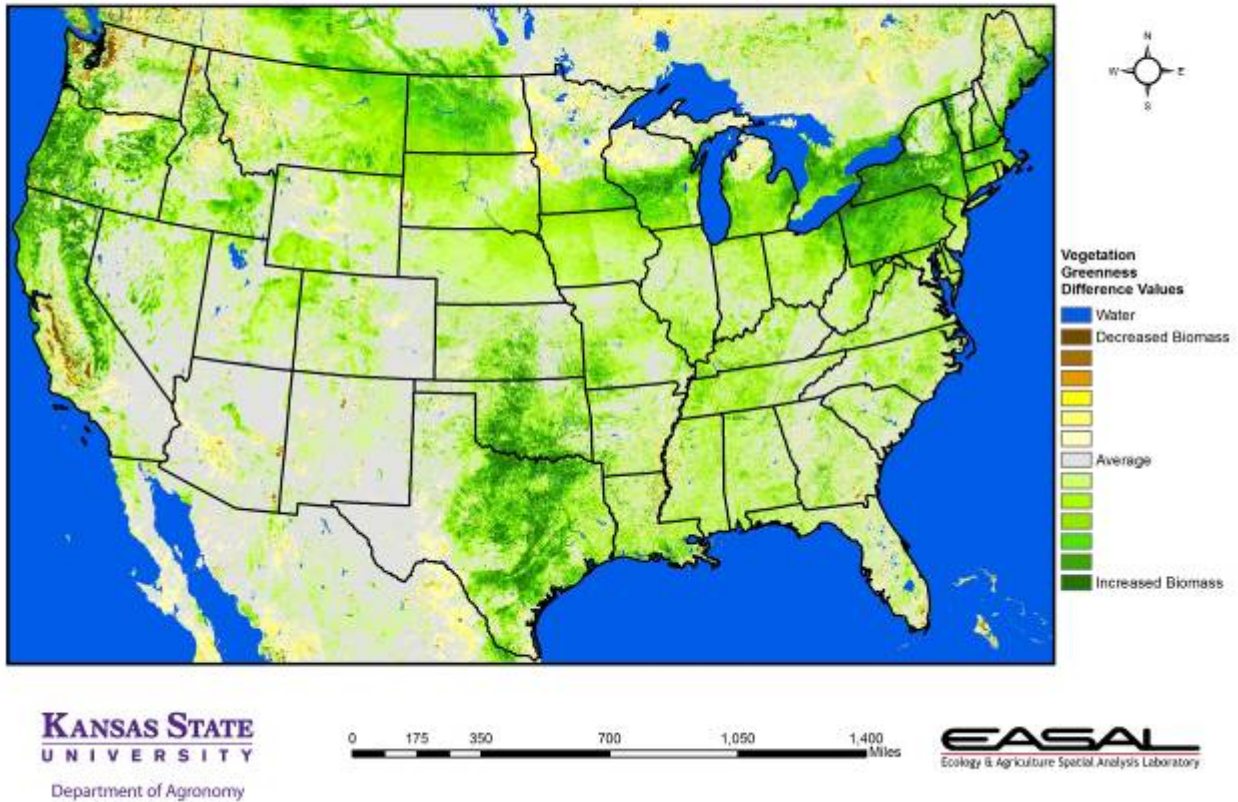 N
W E
S
Vegetation
Greenness
Difference Values
Water
Decreased Biomass
Average
Increased Biomass
KANSAS STATE
UNIVERSITY
Department of Agronomy
0 175 350 700 1,050 1,400
Miles
EASAL
Ecology & Agriculture Spatial Analysis Laboratory